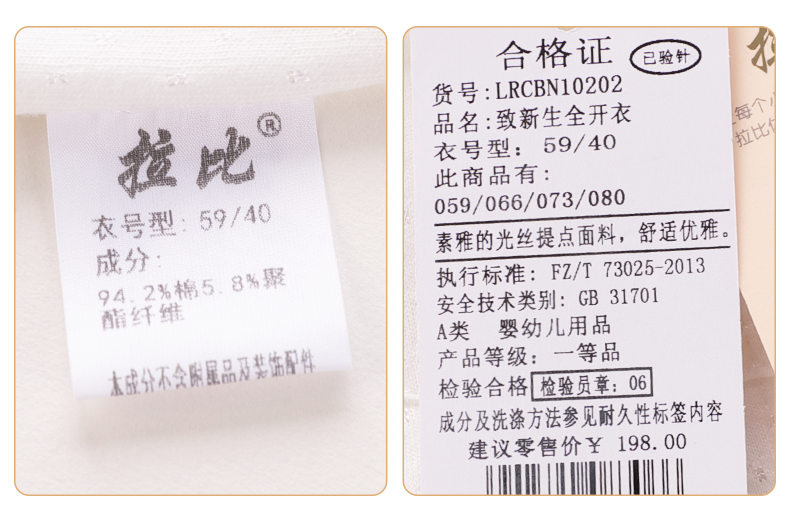 拉比®
衣号型: 59/40
成分:
94.2%棉5.8%聚
酯纤维
本成分不含附属品及装饰配件
合格证
已验针
货号:LRCBN10202
品名:致新生全开衣
衣号型: 59/40
此商品有:
059/066/073/080
素雅的光丝提点面料，舒适优雅。
执行标准: FZ/T 73025-2013
安全技术类别: GB 31701
A类 婴幼儿用品
产品等级: 一等品
检验合格 检验员章: 06
成分及洗涤方法参见耐久性标签内容
建议零售价￥ 198.00
每个小
拉比